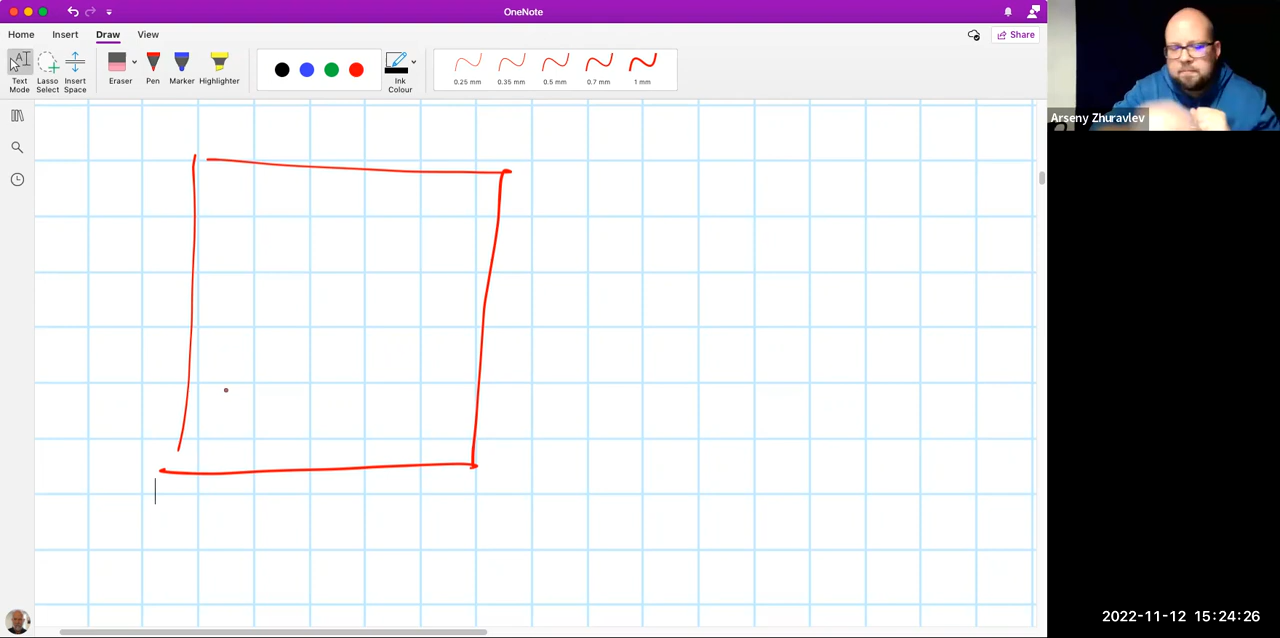 OneNote
Home Insert Draw View
Share
Text Mode
Lasso Select
Insert Space
Eraser
Pen
Marker
Highlighter
Ink Colour
0.25 mm
0.35 mm
0.5 mm
0.7 mm
1 mm
Arseny Zhuravlev
2022-11-12 15:24:26